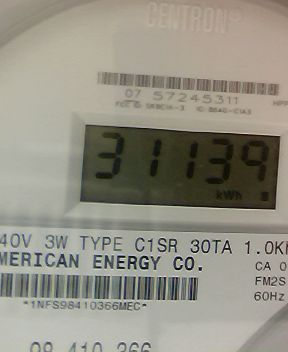 CENTRON®
07 57245311
31139
kWh
40V 3W TYPE C1SR 30TA 1.0K
MERICAN ENERGY CO.
CA 0
FM2S
60Hz
*1NFS98410366MEC*
98 410 366